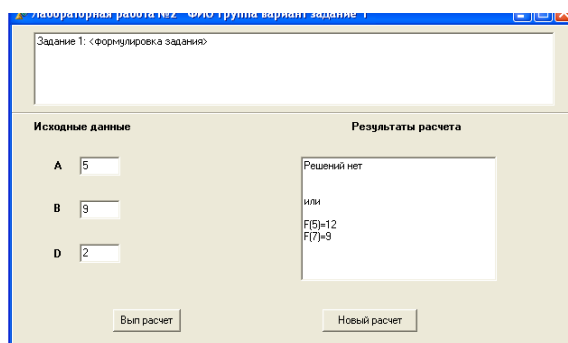 Лабораторная работа №2 ФИО группа вариант задание 1
Задание 1: <формулировка задания>
Исходные данные
Результаты расчета
A 5
B 9
D 2
Решений нет
или
F(5)=12
F(7)=9
Вып расчет
Новый расчет